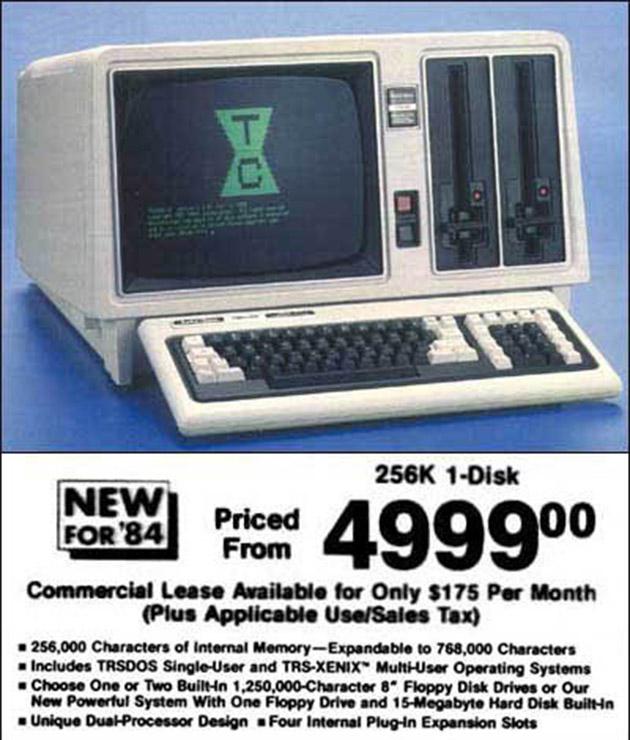 T
C
256K 1-Disk
NEW
FOR '84
Priced
From
4999⁰⁰
Commercial Lease Available for Only $175 Per Month
(Plus Applicable Use/Sales Tax)
■ 256,000 Characters of Internal Memory—Expandable to 768,000 Characters
■ Includes TRSDOS Single-User and TRS-XENIX™ Multi-User Operating Systems
■ Choose One or Two Built-In 1,250,000-Character 8" Floppy Disk Drives or Our
New Powerful System With One Floppy Drive and 15-Megabyte Hard Disk Built-In
■ Unique Dual-Processor Design ■ Four Internal Plug-In Expansion Slots